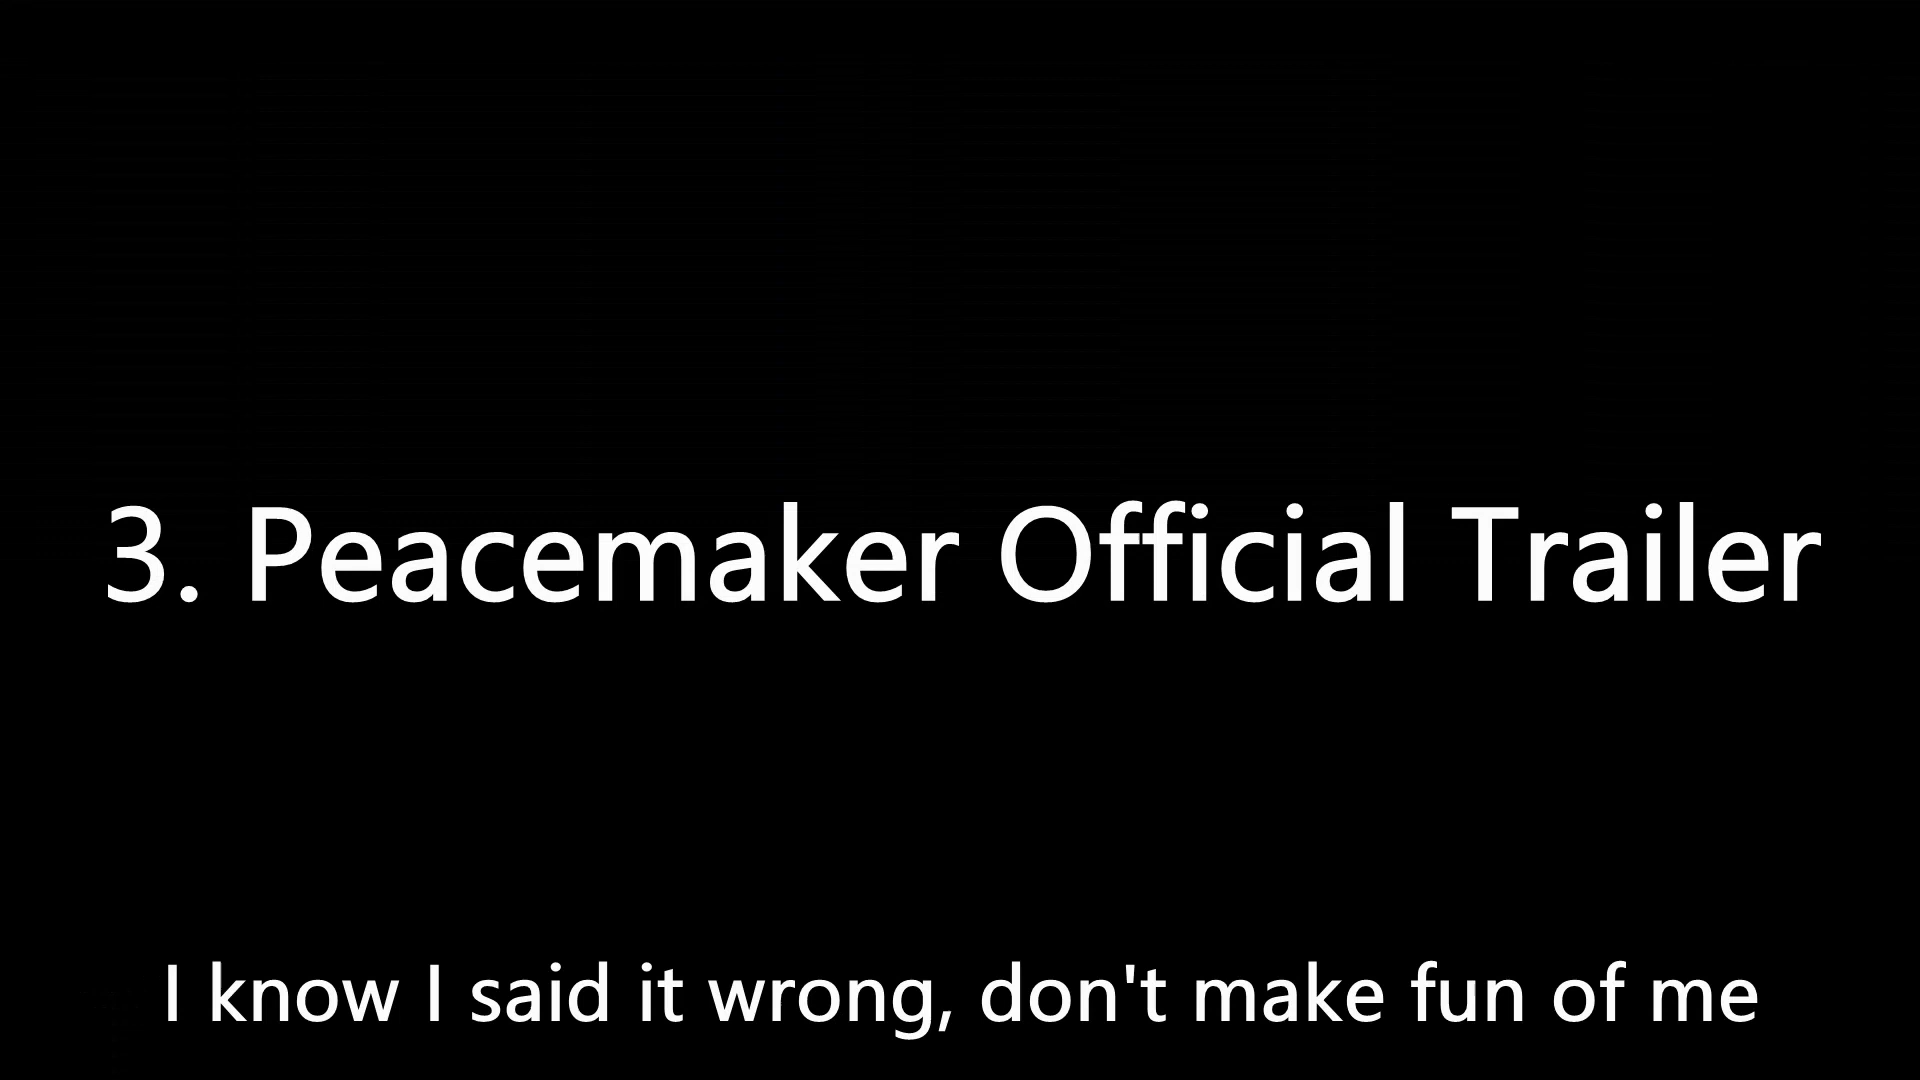 3. Peacemaker Official Trailer
I know I said it wrong, don't make fun of me